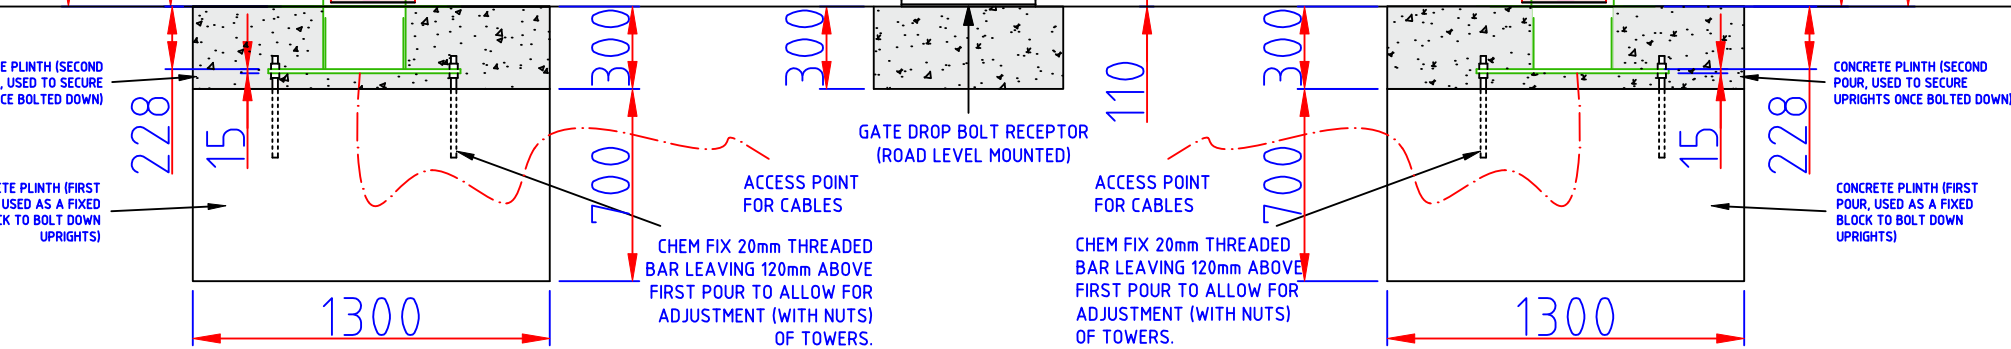 E PLINTH (SECOND
, USED TO SECURE
CE BOLTED DOWN)
228
15
300
300
110
300
CONCRETE PLINTH (SECOND
POUR, USED TO SECURE
UPRIGHTS ONCE BOLTED DOWN)
15
228
GATE DROP BOLT RECEPTOR
(ROAD LEVEL MOUNTED)
TE PLINTH (FIRST
USED AS A FIXED
CK TO BOLT DOWN
UPRIGHTS)
700
ACCESS POINT
FOR CABLES
ACCESS POINT
FOR CABLES
700
CONCRETE PLINTH (FIRST
POUR, USED AS A FIXED
BLOCK TO BOLT DOWN
UPRIGHTS)
CHEM FIX 20mm THREADED
BAR LEAVING 120mm ABOVE
FIRST POUR TO ALLOW FOR
ADJUSTMENT (WITH NUTS)
OF TOWERS.
CHEM FIX 20mm THREADED
BAR LEAVING 120mm ABOVE
FIRST POUR TO ALLOW FOR
ADJUSTMENT (WITH NUTS)
OF TOWERS.
1300
1300